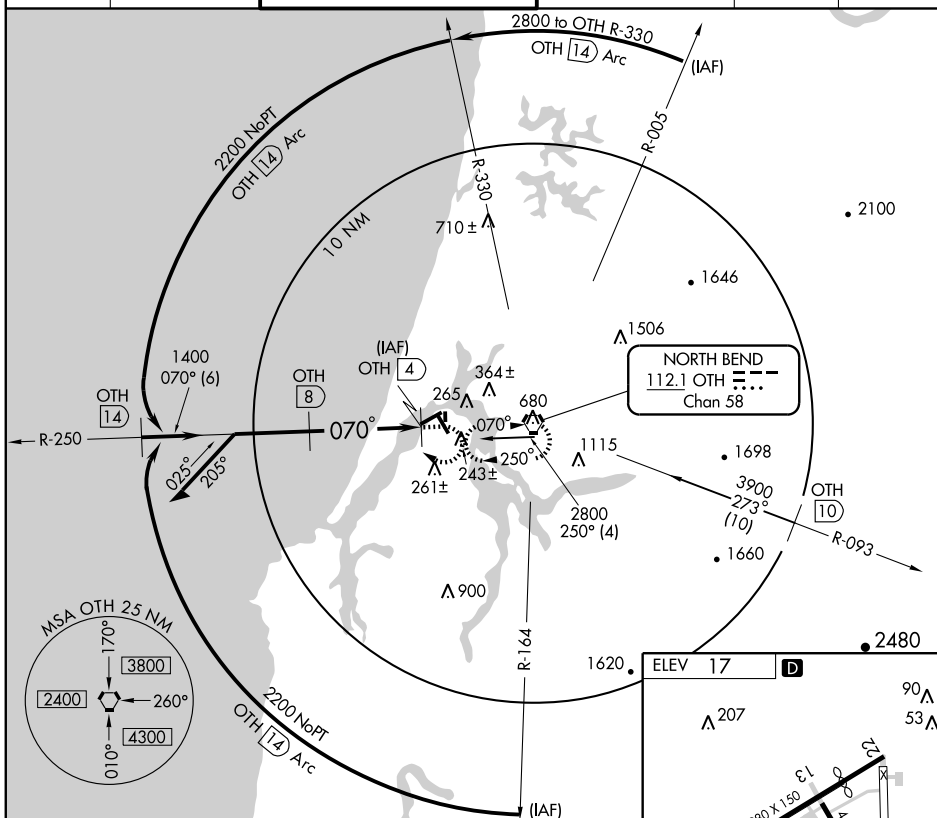 2800 to OTH R-330
OTH 14 Arc
(IAF)
2200 NoPT
OTH 14 Arc
R-330
R-005
10 NM
710 ±
2100
1646
1506
NORTH BEND
112.1 OTH
Chan 58
(IAF)
OTH 4
364 ±
265
680
1400
070° (6)
OTH
14
OTH
8
R-250
070°
070°
250°
1115
1698
025°
205°
261±
243±
2800
250° (4)
3900
273°
(10)
OTH
10
R-093
1660
900
R-164
MSA OTH 25 NM
170°
3800
2400
260°
4300
010°
2480
1620
2200 NoPT
OTH 14 Arc
(IAF)
ELEV 17
D
90
53
207
22
13
X
X 150